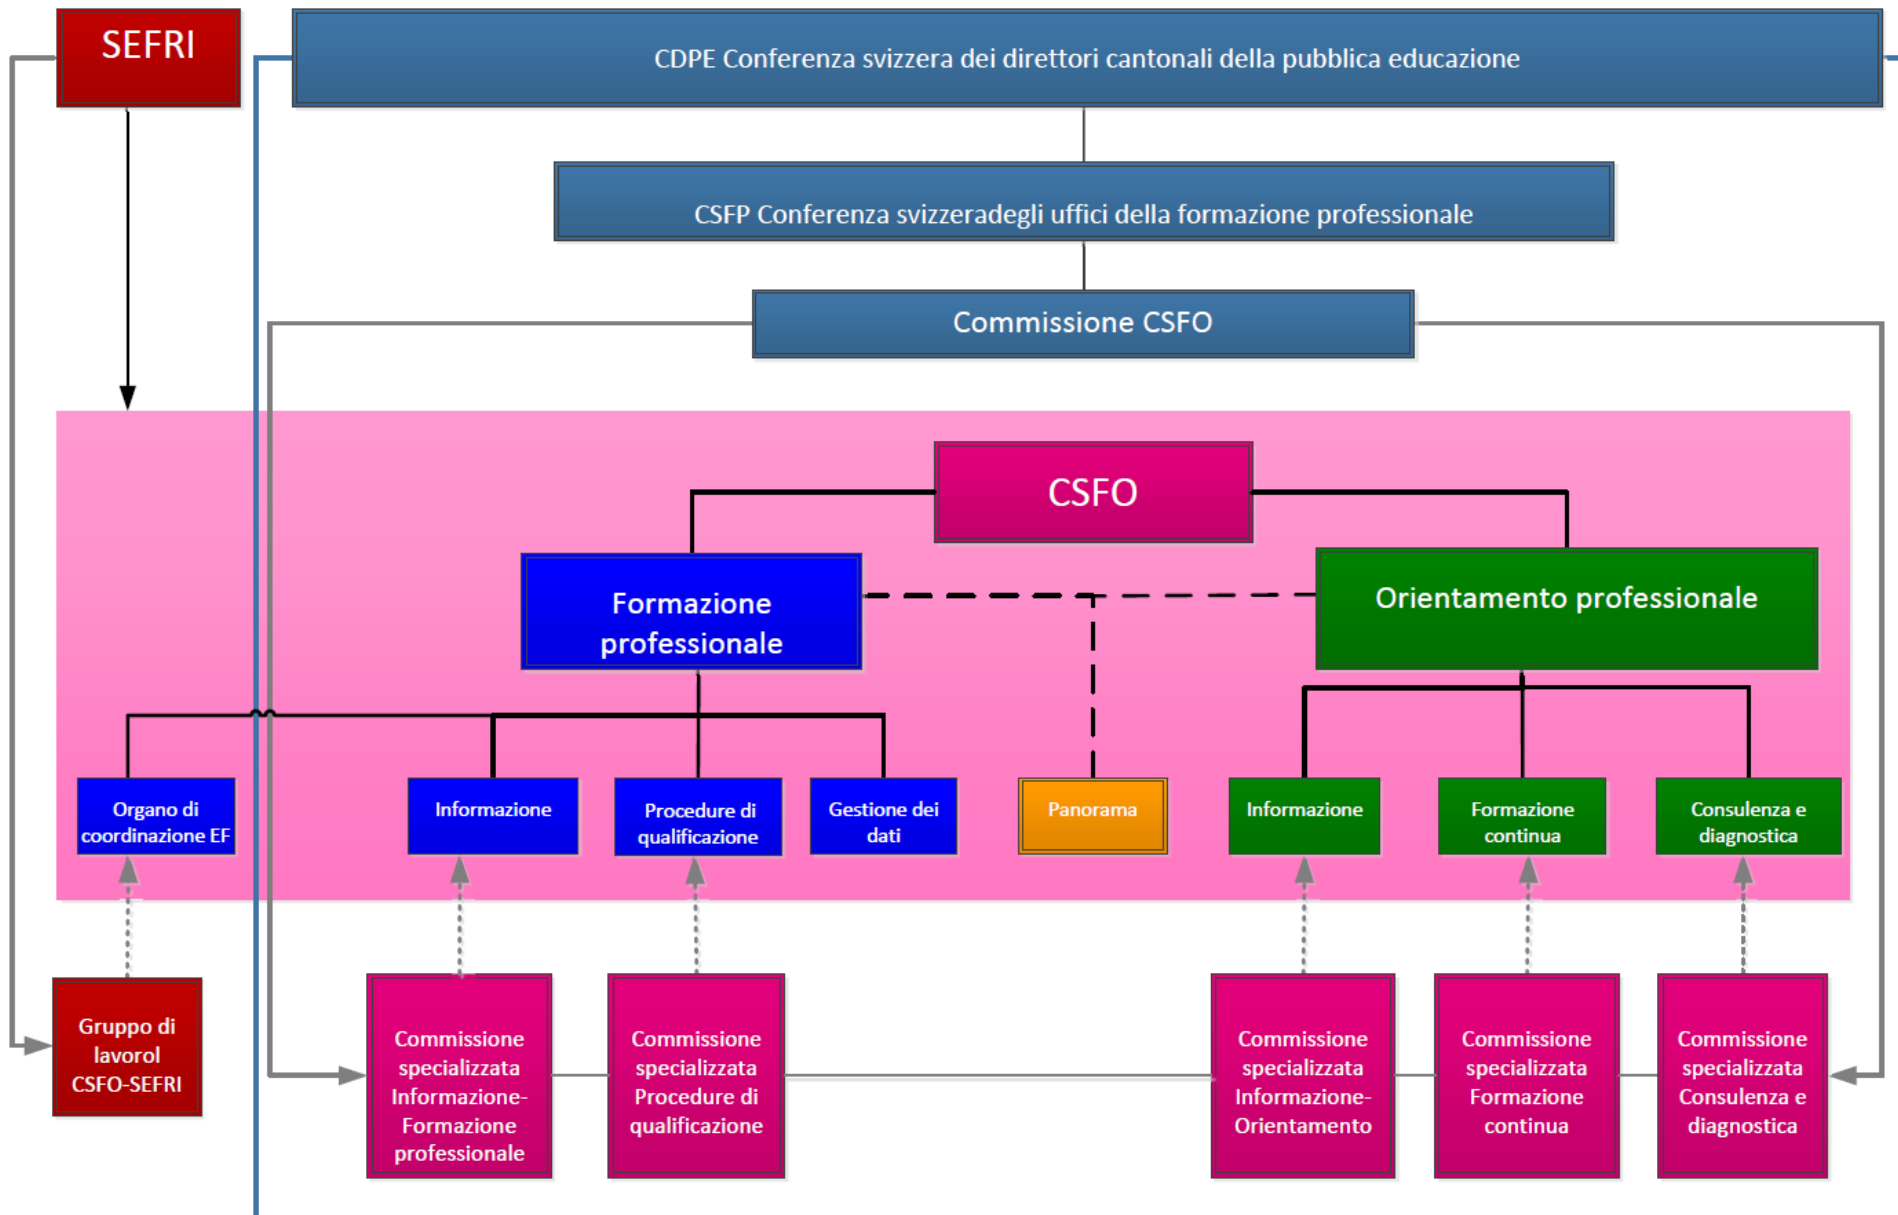 SEFRI
CDPE Conferenza svizzera dei direttori cantonali della pubblica educazione
CSFP Conferenza svizzeradegli uffici della formazione professionale
Commissione CSFO
CSFO
Formazione
professionale
Orientamento professionale
Organo di
coordinazione EF
Informazione
Procedure di
qualificazione
Gestione dei
dati
Panorama
Informazione
Formazione
continua
Consulenza e
diagnostica
Gruppo di
lavorol
CSFO-SEFRI
Commissione
specializzata
Informazione-
Formazione
professionale
Commissione
specializzata
Procedure di
qualificazione
Commissione
specializzata
Informazione-
Orientamento
Commissione
specializzata
Formazione
continua
Commissione
specializzata
Consulenza e
diagnostica